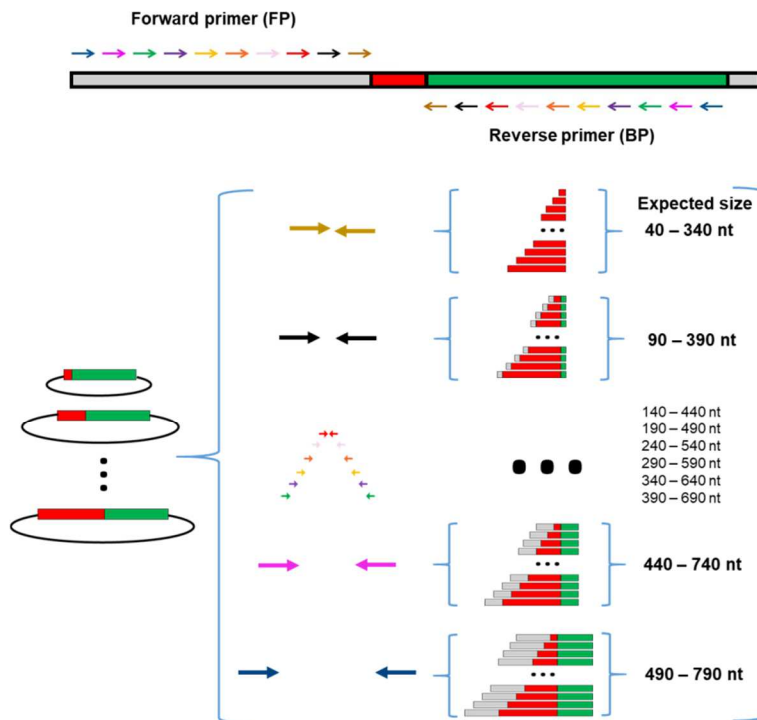 Forward primer (FP)
Reverse primer (BP)
Expected size
40 – 340 nt
90 – 390 nt
140 – 440 nt
190 – 490 nt
240 – 540 nt
290 – 590 nt
340 – 640 nt
390 – 690 nt
440 – 740 nt
490 – 790 nt